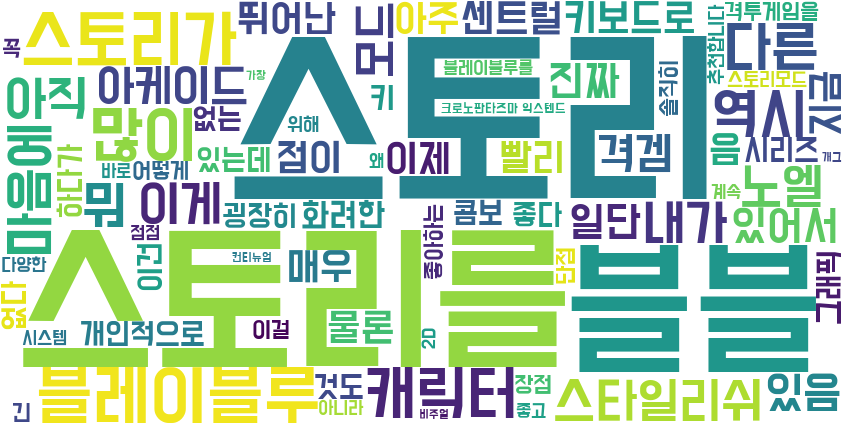 꼭
스토리가
뛰어난
모니
아주
센트럴
키보드로
추천합니다
격투게임을
다른
아직
아케이드
가장
스토리
블레이블루를
진짜
솔직히
스토리모드
몇몇
많이
없는
위해
키
크로노판타즈마 익스텐드
역시
마음에
바로
어떻게
있는데
점이
왜
이제
빨리
격겜
음
시리즈
개그
하다가
뭐
이게
굉장히
화려한
콤보
좋다
일단
내가
계속
노엘
있어서
점점
다양한
이건
컨티뉴엄
매우
좋아하는
단점
그래픽
스토리를
블블
없다
시스템
개인적으로
이걸
물론
2D
긴
블레이블루
것도
아니라
캐릭터
비주얼
장점
좋고
스타일리쉬
있음